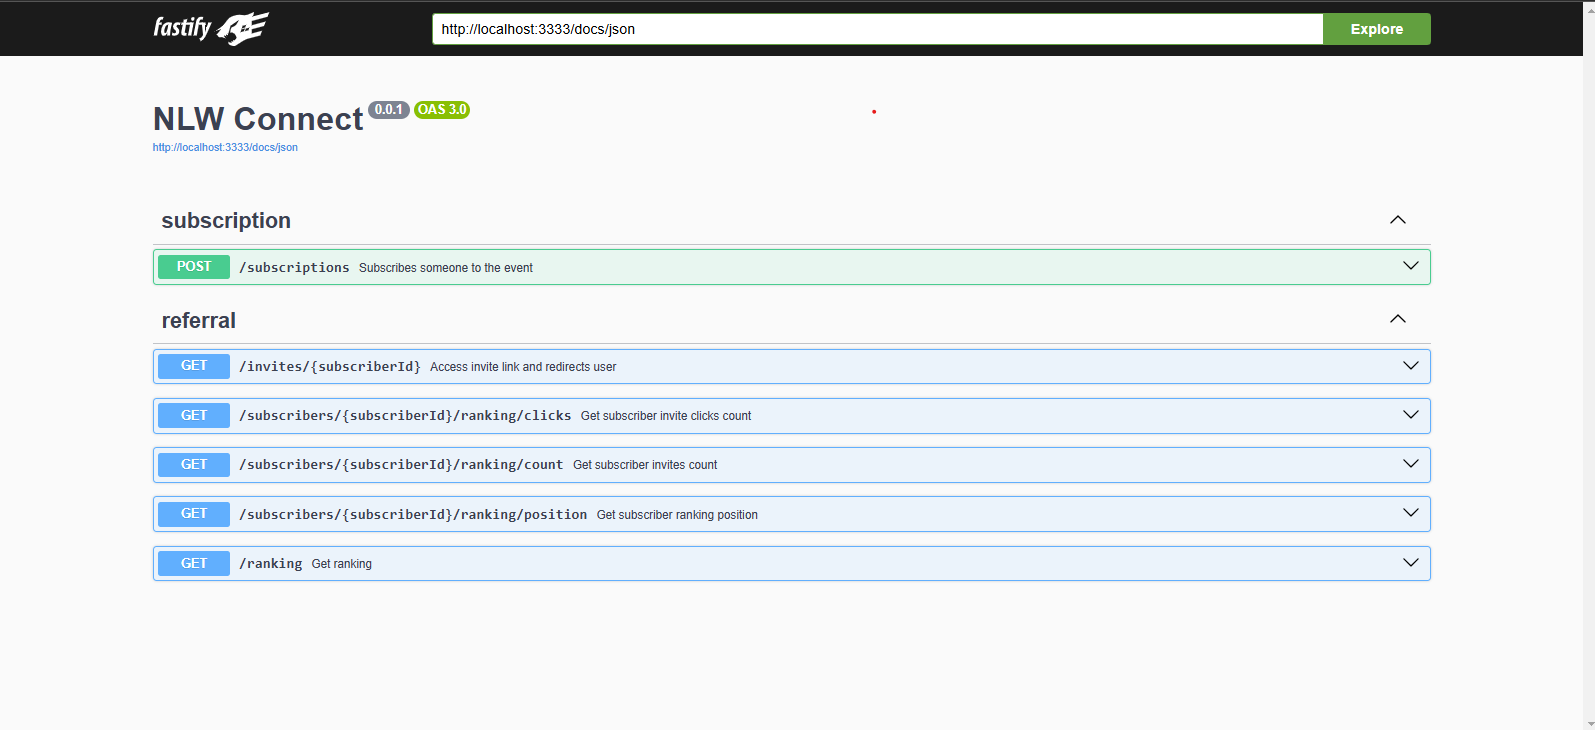 fastify
http://localhost:3333/docs/json Explore
NLW Connect 0.0.1 OAS 3.0
http://localhost:3333/docs/json
subscription
POST /subscriptions Subscribes someone to the event
referral
GET /invites/{subscriberId} Access invite link and redirects user
GET /subscribers/{subscriberId}/ranking/clicks Get subscriber invite clicks count
GET /subscribers/{subscriberId}/ranking/count Get subscriber invites count
GET /subscribers/{subscriberId}/ranking/position Get subscriber ranking position
GET /ranking Get ranking